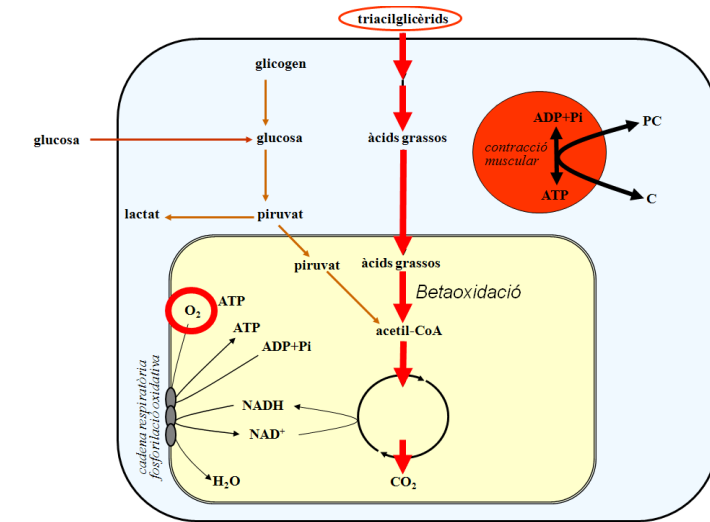 triacilglicèrids
glicogen
glucosa
glucosa
àcids grassos
ADP+Pi
PC
contracció
muscular
ATP
C
lactat
piruvat
piruvat
àcids grassos
Betaoxidació
O2
ATP
ATP
acetil-CoA
ADP+Pi
cadena respiratòria
fosforilació oxidativa
NADH
NAD+
H2O
CO2